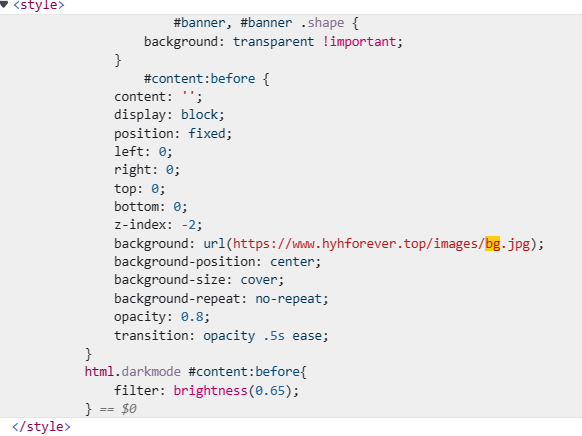 ▼<style>
#banner, #banner .shape {
background: transparent !important;
}
#content:before {
content: '';
display: block;
position: fixed;
left: 0;
right: 0;
top: 0;
bottom: 0;
z-index: -2;
background: url(https://www.hyhforever.top/images/bg.jpg);
background-position: center;
background-size: cover;
background-repeat: no-repeat;
opacity: 0.8;
transition: opacity .5s ease;
}
html.darkmode #content:before{
filter: brightness(0.65);
} == $0
</style>